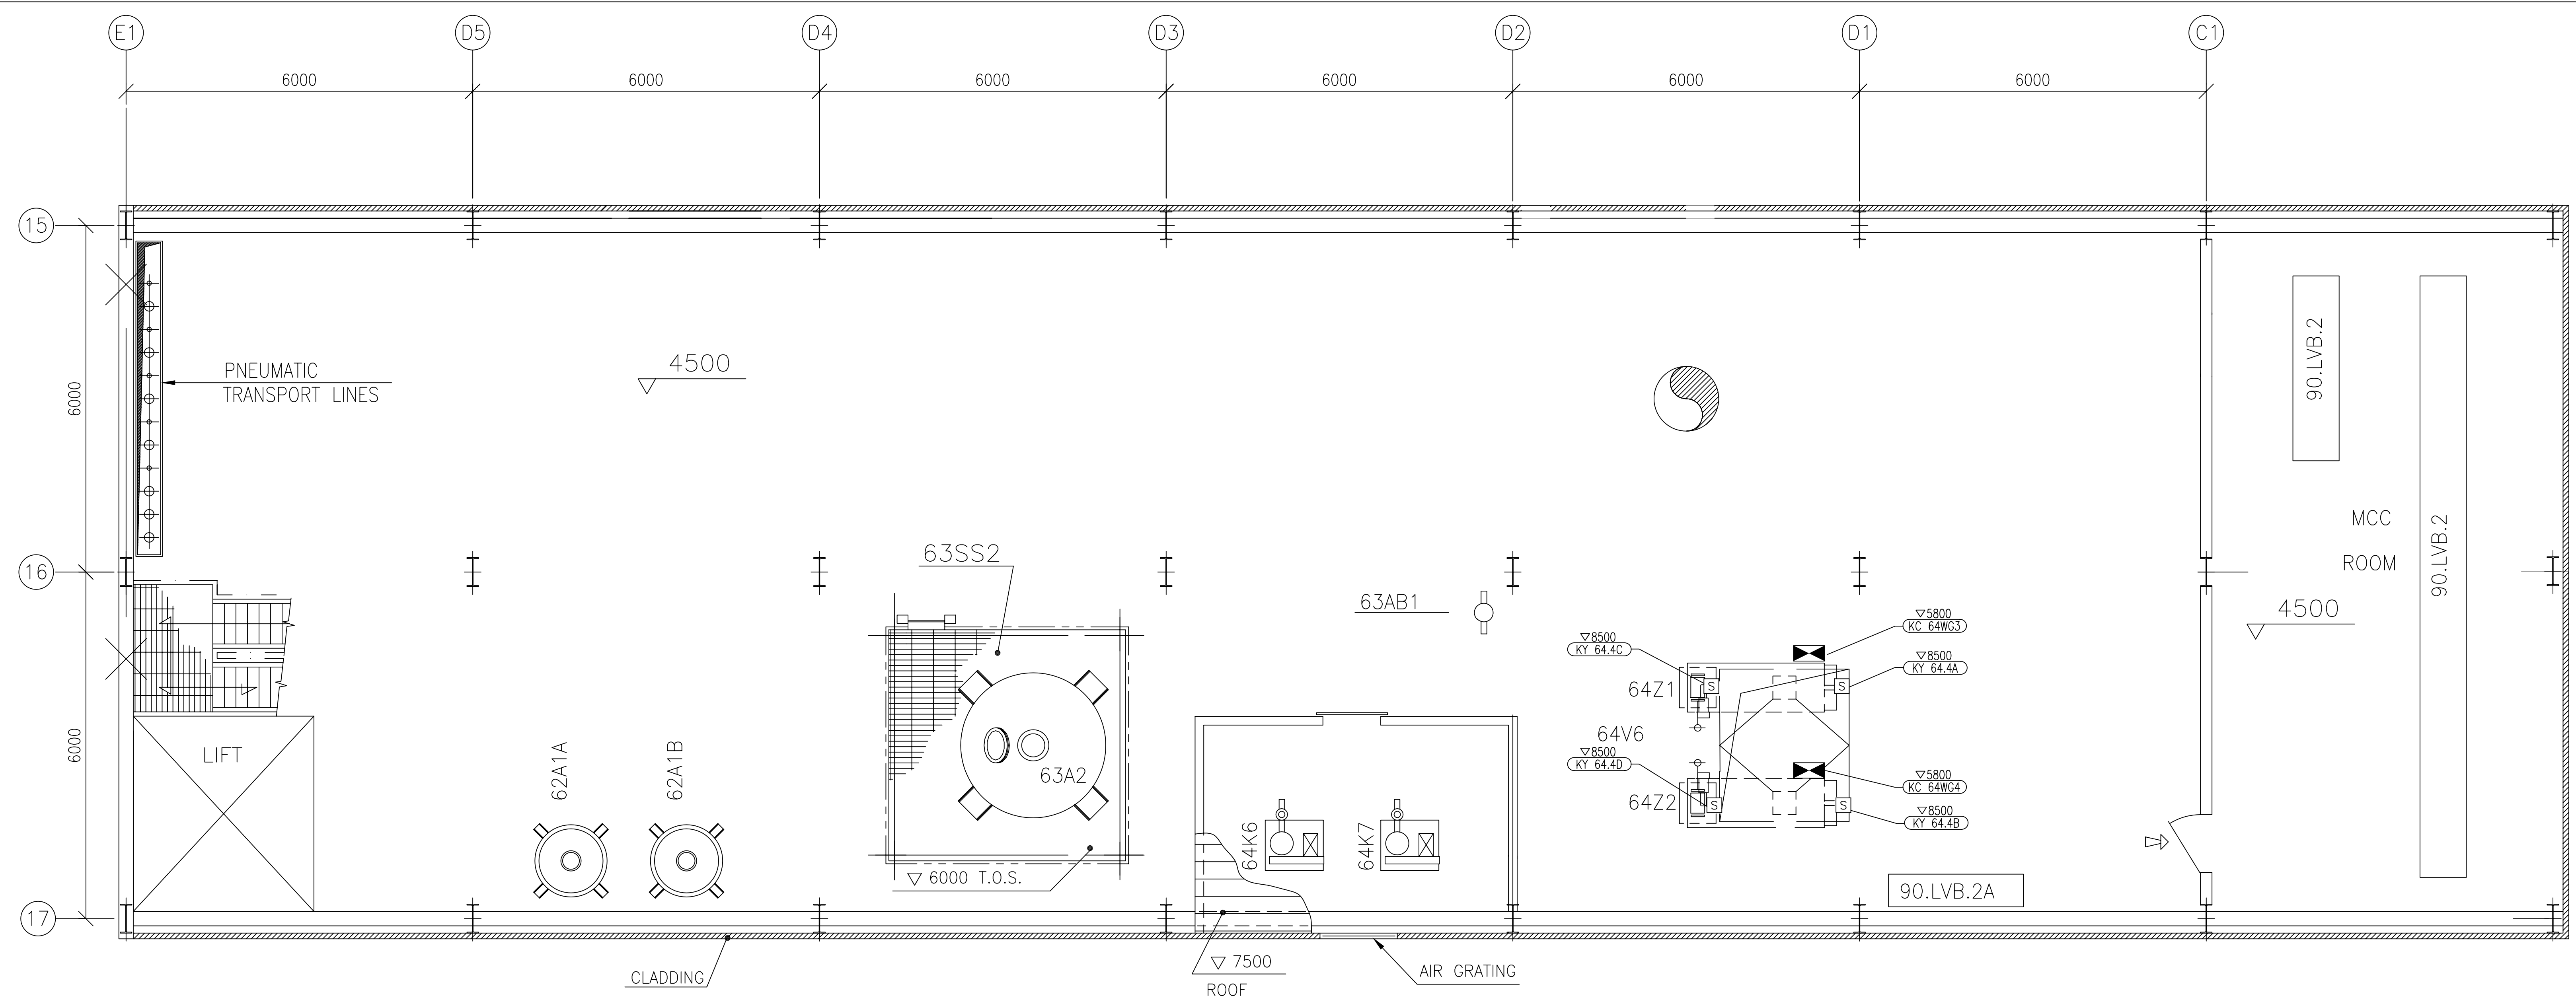 E1
D5
D4
D3
D2
D1
C1
6000
6000
6000
6000
6000
6000
15
6000
PNEUMATIC
TRANSPORT LINES
4500
90.LVB.2
90.LVB.2
MCC
ROOM
4500
16
6000
63SS2
63AB1
▽5800
KC 64WG3
▽8500
KY 64.4C
▽8500
KY 64.4A
S
S
64Z1
64V6
▽8500
KY 64.4D
▽5800
KC 64WG4
64Z2
S
S
▽8500
KY 64.4B
LIFT
62A1A
62A1B
63A2
▽ 6000 T.O.S.
64K6
64K7
90.LVB.2A
17
CLADDING
▽ 7500
ROOF
AIR GRATING